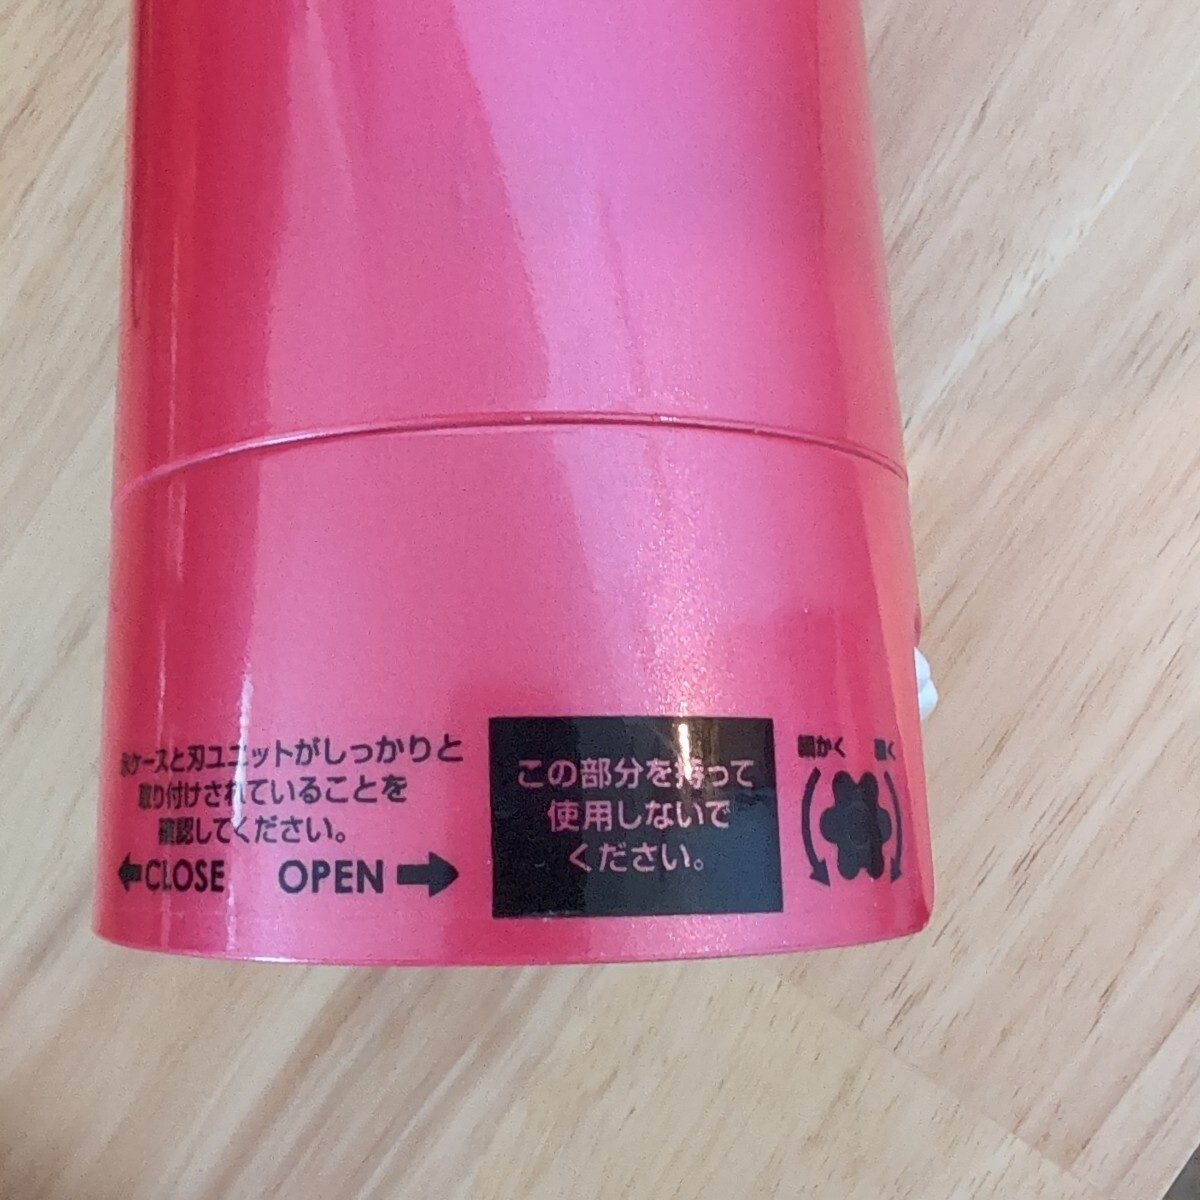 氷ケースと刃ユニットがしっかりと
取り付けされていることを
確認してください。
CLOSE OPEN
この部分を持って
使用しないで
ください。
細かく